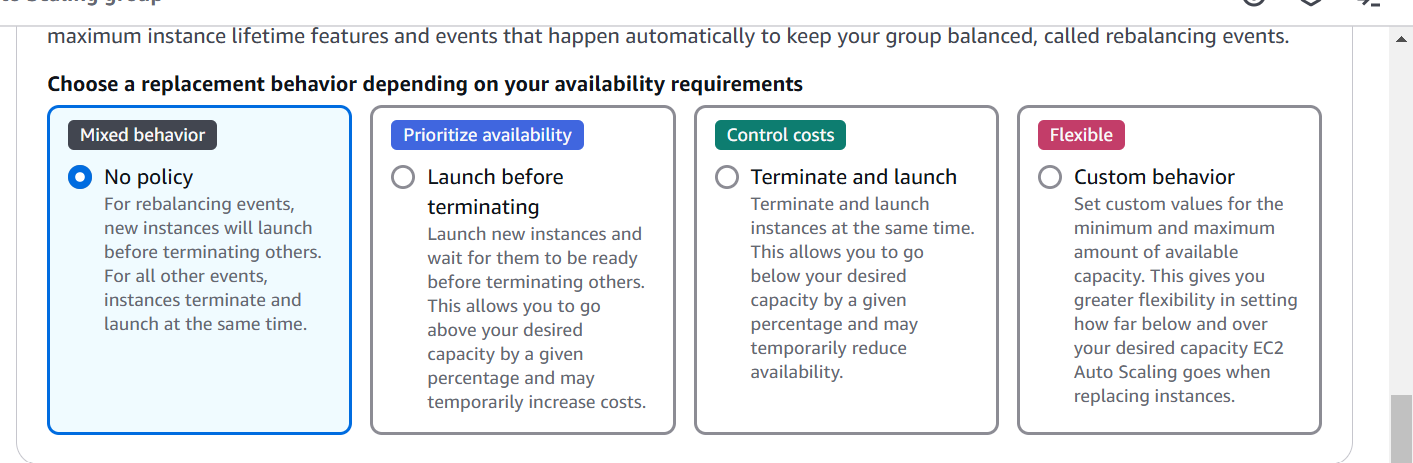 to Scaling group
maximum instance lifetime features and events that happen automatically to keep your group balanced, called rebalancing events.
Choose a replacement behavior depending on your availability requirements
Mixed behavior
No policy
For rebalancing events,
new instances will launch
before terminating others.
For all other events,
instances terminate and
launch at the same time.
Prioritize availability
Launch before
terminating
Launch new instances and
wait for them to be ready
before terminating others.
This allows you to go
above your desired
capacity by a given
percentage and may
temporarily increase costs.
Control costs
Terminate and launch
Terminate and launch
instances at the same time.
This allows you to go
below your desired
capacity by a given
percentage and may
temporarily reduce
availability.
Flexible
Custom behavior
Set custom values for the
minimum and maximum
amount of available
capacity. This gives you
greater flexibility in setting
how far below and over
your desired capacity EC2
Auto Scaling goes when
replacing instances.